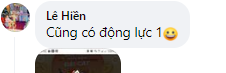 Lê Hiền
Cũng có động lực 1😀